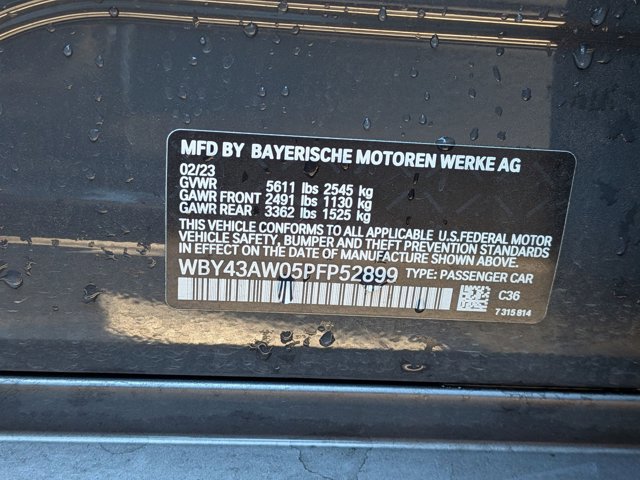 MFD BY BAYERISCHE MOTOREN WERKE AG
02/23
GVWR 5611 lbs 2545 kg
GAWR FRONT 2491 lbs 1130 kg
GAWR REAR 3362 lbs 1525 kg
THIS VEHICLE CONFORMS TO ALL APPLICABLE U.S.FEDERAL MOTOR
VEHICLE SAFETY, BUMPER AND THEFT PREVENTION STANDARDS
IN EFFECT ON THE DATE OF MANUFACTURE SHOWN ABOVE.
WBY43AW05PFP52899 TYPE: PASSENGER CAR
C36
7 315 814